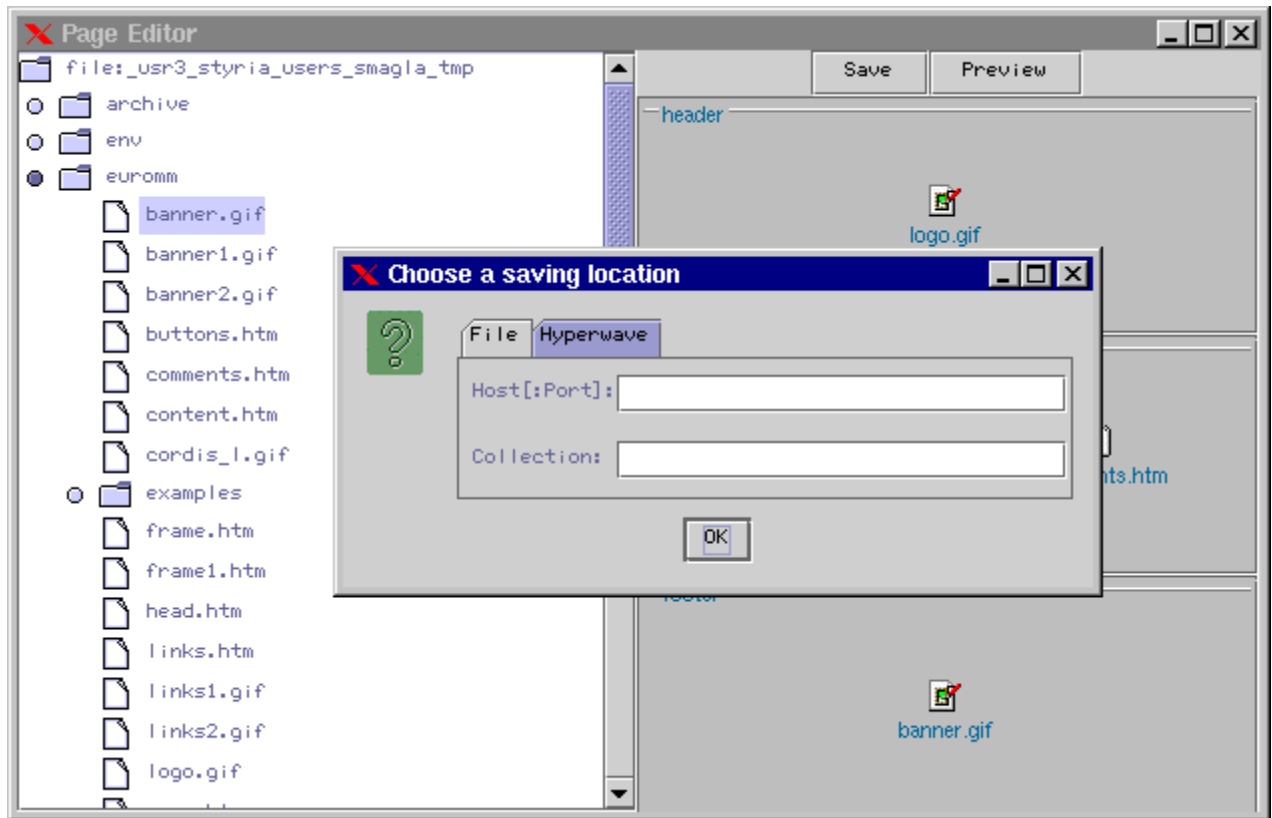 Page Editor
file:_usr3_styria_users_smagla_tmp
archive
env
euromm
banner.gif
banner1.gif
banner2.gif
buttons.htm
comments.htm
content.htm
cordis_l.gif
examples
frame.htm
frame1.htm
head.htm
links.htm
links1.gif
links2.gif
logo.gif
Save Preview
header
logo.gif
nts.htm
banner.gif
Choose a saving location
File Hyperwave
Host[:Port]:
Collection:
OK